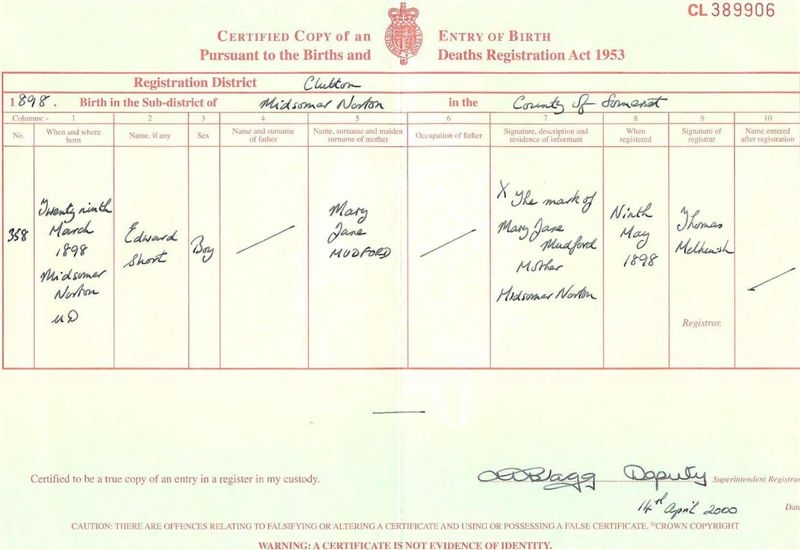 CL 389906
CERTIFIED COPY OF AN ENTRY OF BIRTH
Pursuant to the Births and Deaths Registration Act 1953
Registration District Clutton
1898. Birth in the Sub-district of Midsomer Norton in the County of Somerset
Columns:- 1 2 3 4 5 6 7 8 9 10
No. When and where born Name, if any Sex Name and surname of father Name, surname and maiden surname of mother Occupation of father Signature, description and residence of informant When registered Signature of registrar Name entered after registration
358
Twenty ninth
March
1898
Midsomer
Norton
UD
Edward
Short
Boy
Mary
Jane
MUDFORD
X The mark of
Mary Jane
Mudford
Mother
Midsomer Norton
Ninth
May
1898
Thomas
Melhuish
Registrar.
Certified to be a true copy of an entry in a register in my custody.
Deputy Superintendent Registrar
14th April 2000 Date
CAUTION: THERE ARE OFFENCES RELATING TO FALSIFYING OR ALTERING A CERTIFICATE AND USING OR POSSESSING A FALSE CERTIFICATE. ©CROWN COPYRIGHT
WARNING: A CERTIFICATE IS NOT EVIDENCE OF IDENTITY.